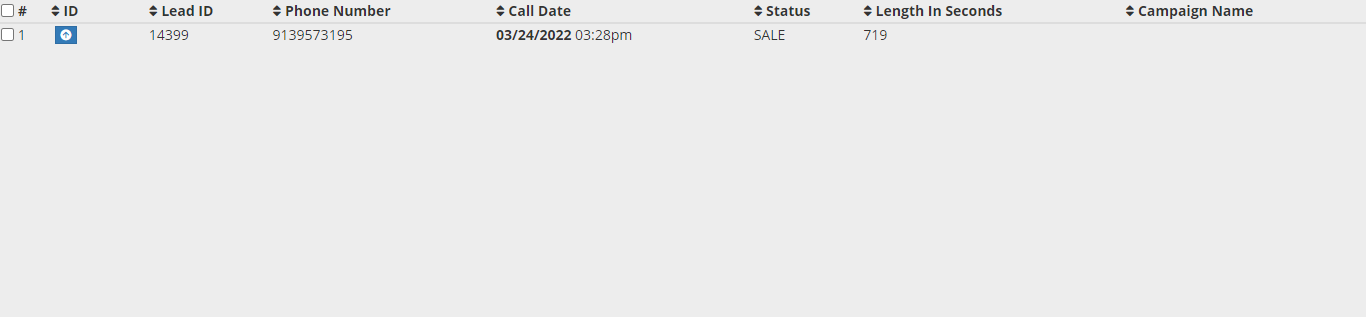 # ID Lead ID Phone Number Call Date Status Length In Seconds Campaign Name
1 14399 9139573195 03/24/2022 03:28pm SALE 719